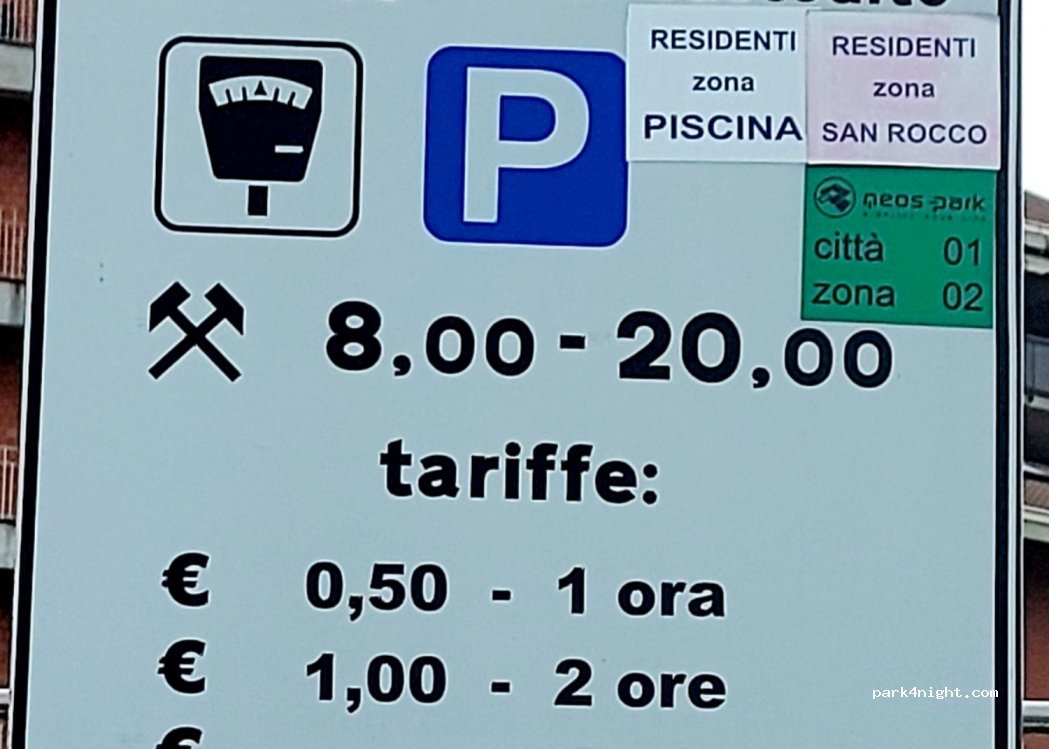 RESIDENTI
zona
PISCINA
RESIDENTI
zona
SAN ROCCO
P
neos park
città 01
zona 02
8,00 - 20,00
tariffe:
€ 0,50 - 1 ora
€ 1,00 - 2 ore
€
park4night.com